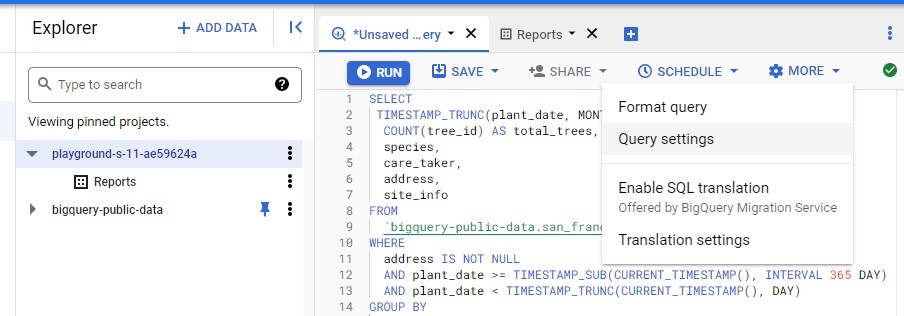 Explorer
+ ADD DATA
Type to search
Viewing pinned projects.
playground-s-11-ae59624a
Reports
bigquery-public-data
*Unsaved ...ery
Reports
RUN
SAVE
SHARE
SCHEDULE
MORE
1 SELECT
2 TIMESTAMP_TRUNC(plant_date, MON
3 COUNT(tree_id) AS total_trees,
4 species,
5 care_taker,
6 address,
7 site_info
8 FROM
9 `bigquery-public-data.san_franc
10 WHERE
11 address IS NOT NULL
12 AND plant_date >= TIMESTAMP_SUB(CURRENT_TIMESTAMP(), INTERVAL 365 DAY)
13 AND plant_date < TIMESTAMP_TRUNC(CURRENT_TIMESTAMP(), DAY)
14 GROUP BY
Format query
Query settings
Enable SQL translation
Offered by BigQuery Migration Service
Translation settings